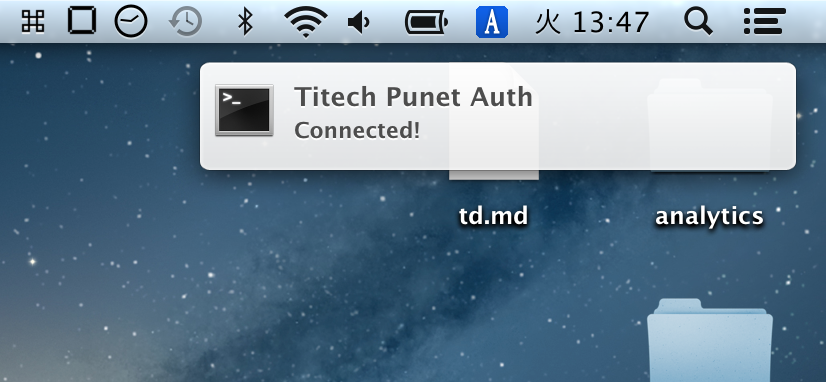 A 火 13:47
>_
Titech Punet Auth
Connected!
td.md
analytics